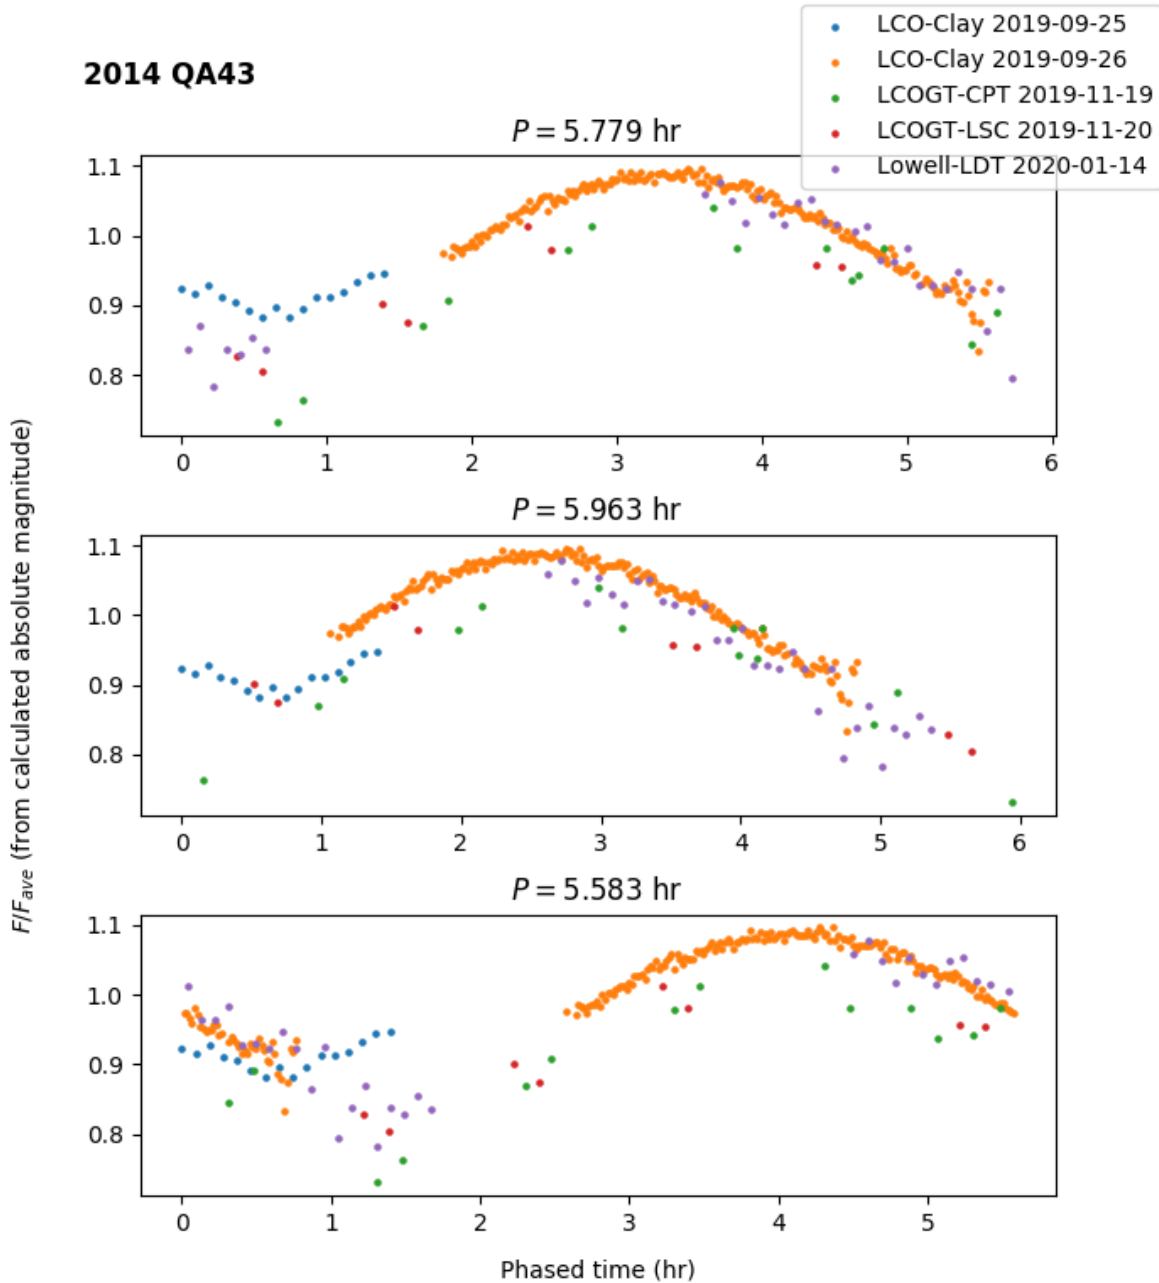 2014 QA43
LCO-Clay 2019-09-25
LCO-Clay 2019-09-26
LCOGT-CPT 2019-11-19
LCOGT-LSC 2019-11-20
Lowell-LDT 2020-01-14
P = 5.779 hr
1.1
1.0
0.9
0.8
0 1 2 3 4 5 6
P = 5.963 hr
1.1
1.0
0.9
0.8
0 1 2 3 4 5 6
P = 5.583 hr
1.1
1.0
0.9
0.8
0 1 2 3 4 5
F/Fave (from calculated absolute magnitude)
Phased time (hr)